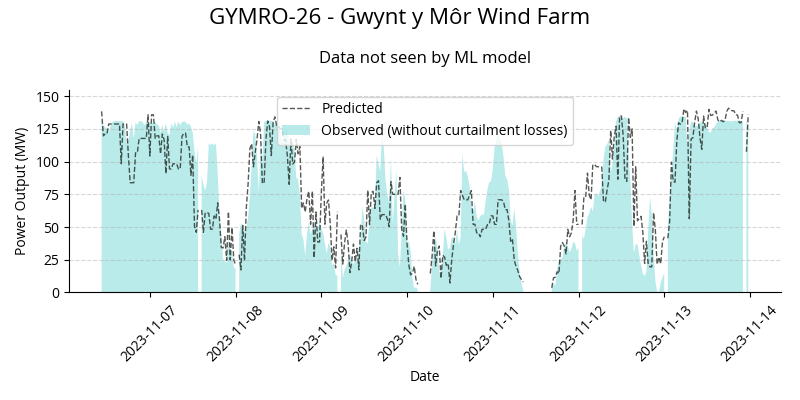 GYMRO-26 - Gwynt y Môr Wind Farm
Data not seen by ML model
Predicted
Observed (without curtailment losses)
Power Output (MW)
150
125
100
75
50
25
0
2023-11-07
2023-11-08
2023-11-09
2023-11-10
2023-11-11
2023-11-12
2023-11-13
2023-11-14
Date